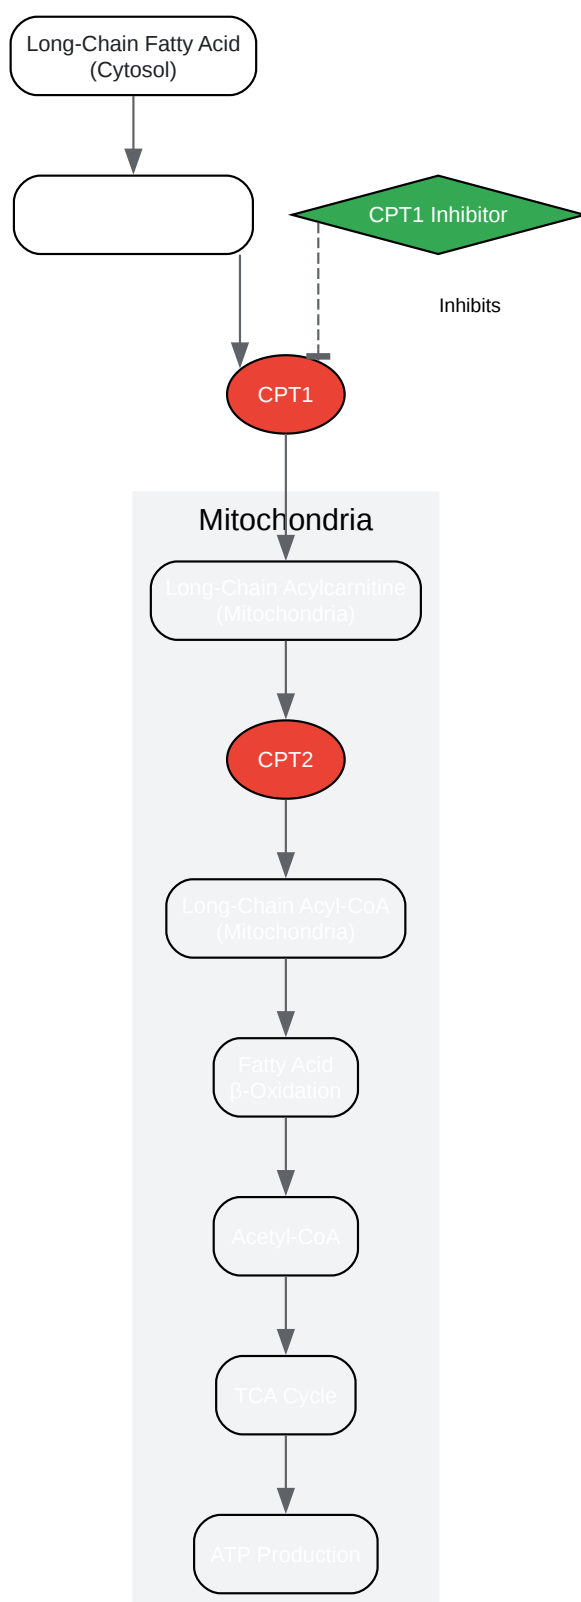 Long-Chain Fatty Acid
(Cytosol)
CPT1 Inhibitor
Inhibits
CPT1
Mitochondria
Long-Chain Acylcarnitine
(Mitochondria)
CPT2
Long-Chain Acyl-CoA
(Mitochondria)
Fatty Acid
β-Oxidation
Acetyl-CoA
TCA Cycle
ATP Production